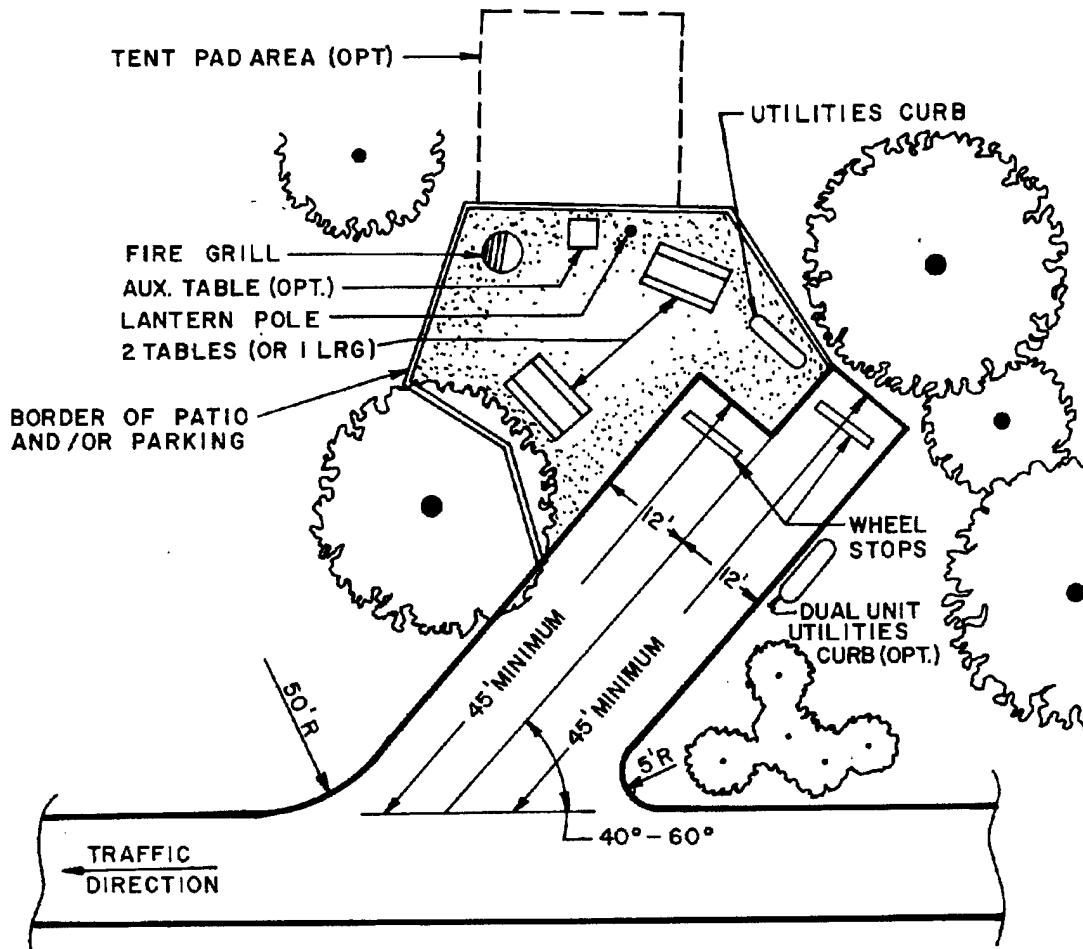 TENT PAD AREA (OPT)
UTILITIES CURB
FIRE GRILL
AUX. TABLE (OPT.)
LANTERN POLE
2 TABLES (OR 1 LRG)
BORDER OF PATIO
AND/OR PARKING
12'
12'
WHEEL
STOPS
DUAL UNIT
UTILITIES
CURB (OPT.)
45' MINIMUM
45' MINIMUM
50'R
5'R
40°-60°
TRAFFIC
DIRECTION